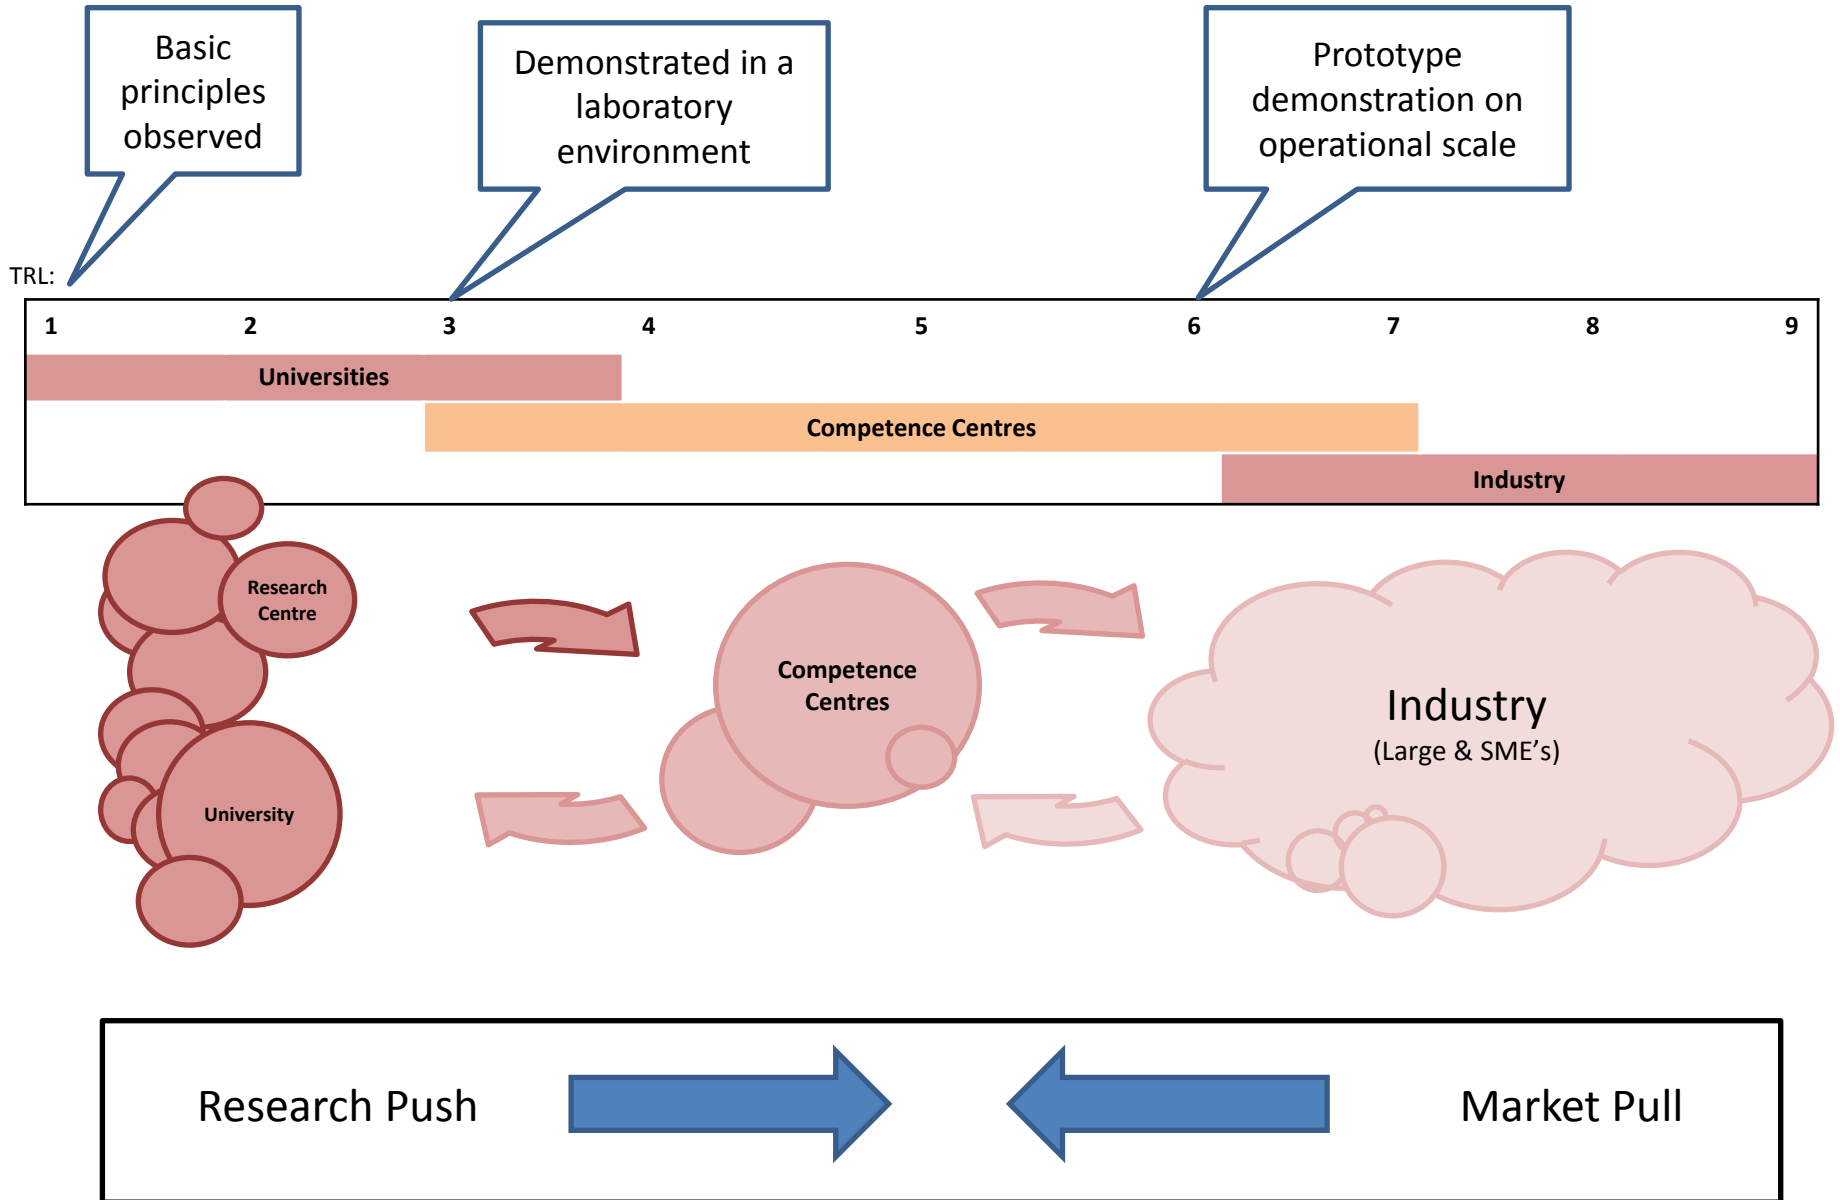 Basic
principles
observed
Demonstrated in a
laboratory
environment
Prototype
demonstration on
operational scale
TRL:
1 2 3 4 5 6 7 8 9
Universities
Competence Centres
Industry
Research
Centre
University
Competence
Centres
Industry
(Large & SME's)
Research Push
Market Pull